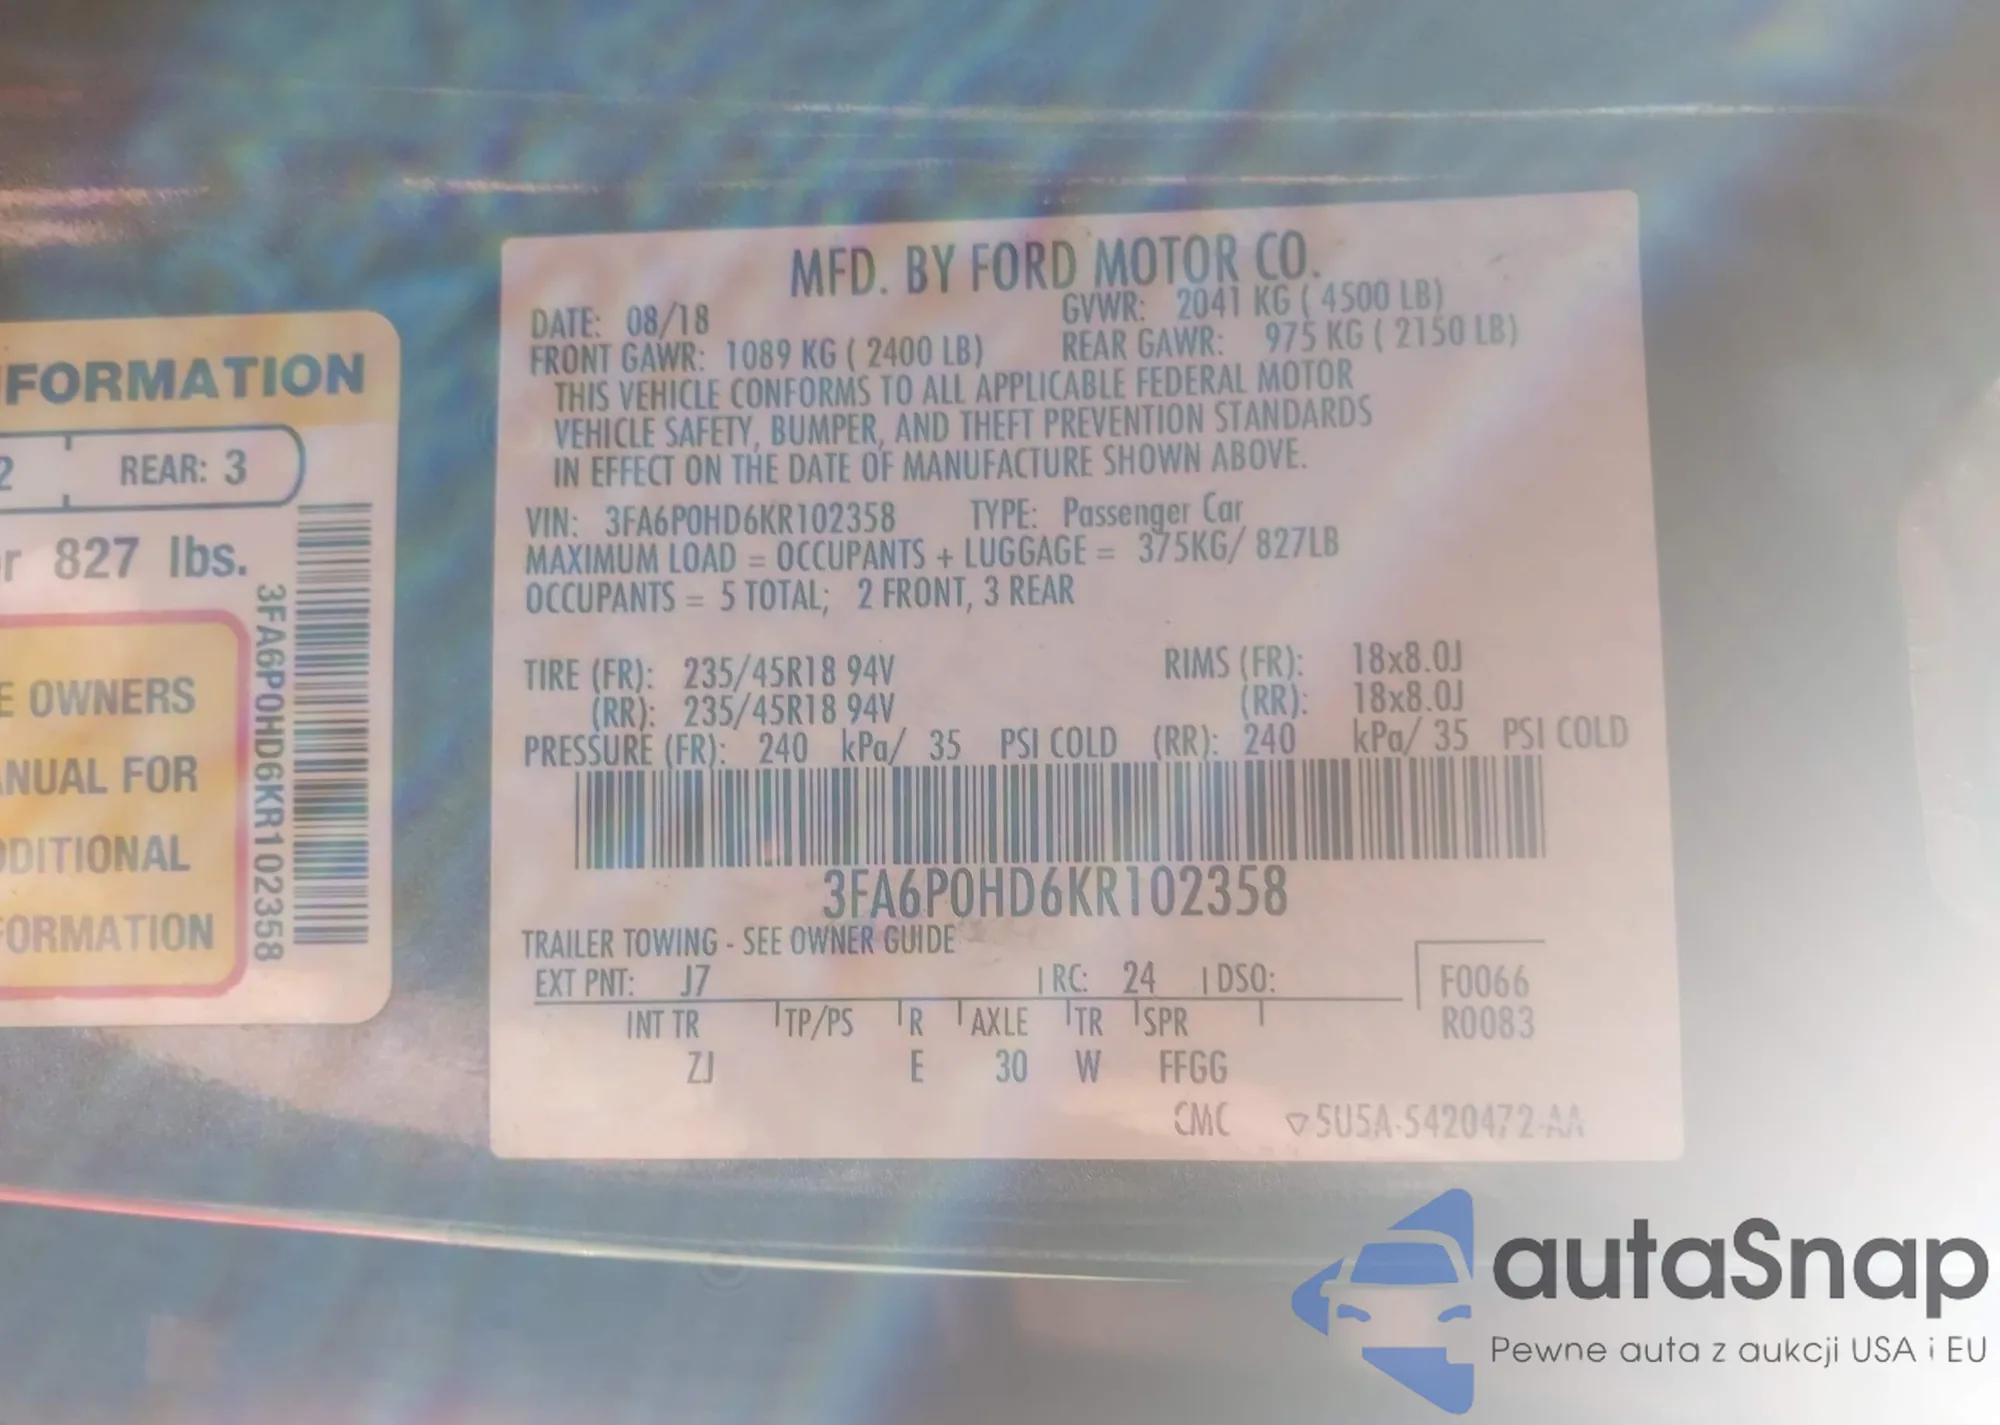 FORMATION
2 REAR: 3
r 827 lbs.
3FA6P0HD6KR102358
E OWNERS
ANUAL FOR
DDITIONAL
FORMATION
MFD. BY FORD MOTOR CO.
DATE: 08/18 GVWR: 2041 KG ( 4500 LB)
FRONT GAWR: 1089 KG ( 2400 LB) REAR GAWR: 975 KG ( 2150 LB)
THIS VEHICLE CONFORMS TO ALL APPLICABLE FEDERAL MOTOR
VEHICLE SAFETY, BUMPER, AND THEFT PREVENTION STANDARDS
IN EFFECT ON THE DATE OF MANUFACTURE SHOWN ABOVE.
VIN: 3FA6P0HD6KR102358 TYPE: Passenger Car
MAXIMUM LOAD = OCCUPANTS + LUGGAGE = 375KG/ 827LB
OCCUPANTS = 5 TOTAL; 2 FRONT, 3 REAR
TIRE (FR): 235/45R18 94V RIMS (FR): 18x8.0J
(RR): 235/45R18 94V (RR): 18x8.0J
PRESSURE (FR): 240 kPa/ 35 PSI COLD (RR): 240 kPa/ 35 PSI COLD
3FA6P0HD6KR102358
TRAILER TOWING - SEE OWNER GUIDE
EXT PNT: J7 RC: 24 DSO: F0066
INT TR TP/PS R AXLE TR SPR R0083
ZJ E 30 W FFGG
CMC 5U5A-5420472-AA
autaSnap
Pewne auta z aukcji USA i EU